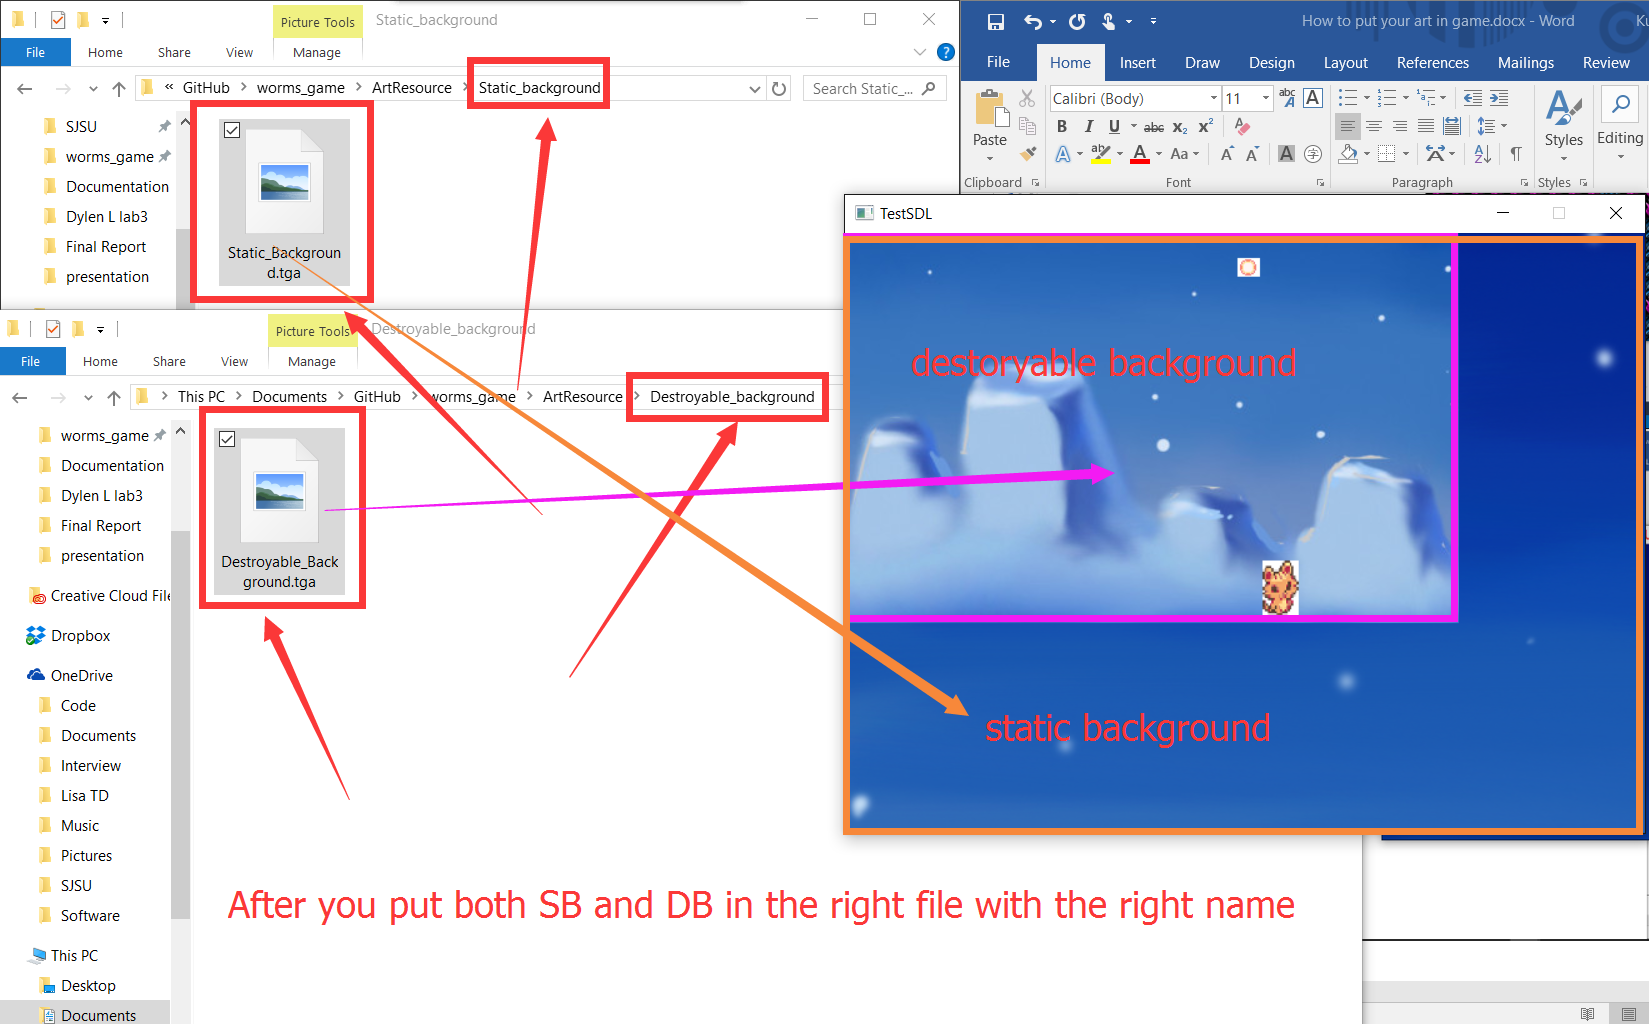 Picture Tools
Static_background
File
Home
Share
View
Manage
«
GitHub
worms_game
ArtResource
Static_background
Search Static_...
SJSU
worms_game
Documentation
Dylen L lab3
Final Report
presentation
Static_Backgroun
d.tga
Picture Tools
Destroyable_background
File
Home
Share
View
Manage
This PC
Documents
GitHub
worms_game
ArtResource
Destroyable_background
worms_game
Documentation
Dylen L lab3
Final Report
presentation
Creative Cloud File
Dropbox
OneDrive
Code
Documents
Interview
Lisa TD
Music
Pictures
SJSU
Software
This PC
Desktop
Documents
Destroyable_Back
ground.tga
How to put your art in game.docx - Word
Ku
File
Home
Insert
Draw
Design
Layout
References
Mailings
Review
Paste
Clipboard
Calibri (Body)
11
Font
Paragraph
Styles
Styles
Editing
TestSDL
destoryable background
static background
After you put both SB and DB in the right file with the right name